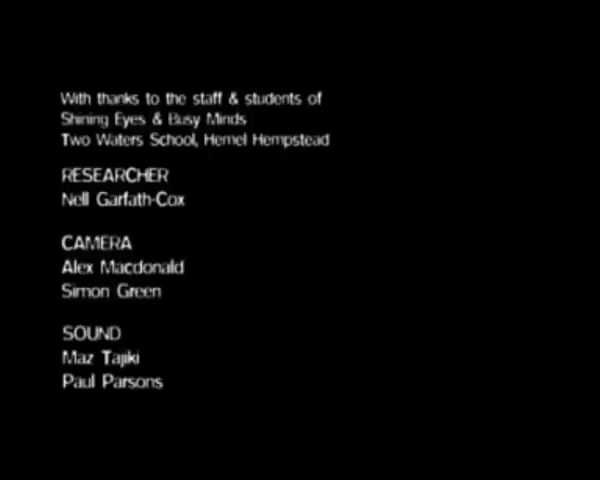 With thanks to the staff & students of
Shining Eyes & Busy Minds
Two Waters School, Hemel Hempstead
RESEARCHER
Nell Garfath-Cox
CAMERA
Alex Macdonald
Simon Green
SOUND
Maz Tajiki
Paul Parsons